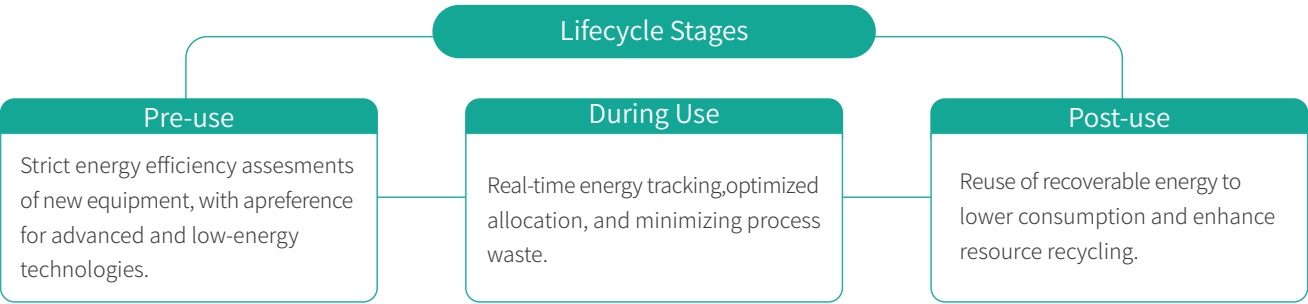 Lifecycle Stages
Pre-use
Strict energy efficiency assesments
of new equipment, with apreference
for advanced and low-energy
technologies.
During Use
Real-time energy tracking,optimized
allocation, and minimizing process
waste.
Post-use
Reuse of recoverable energy to
lower consumption and enhance
resource recycling.